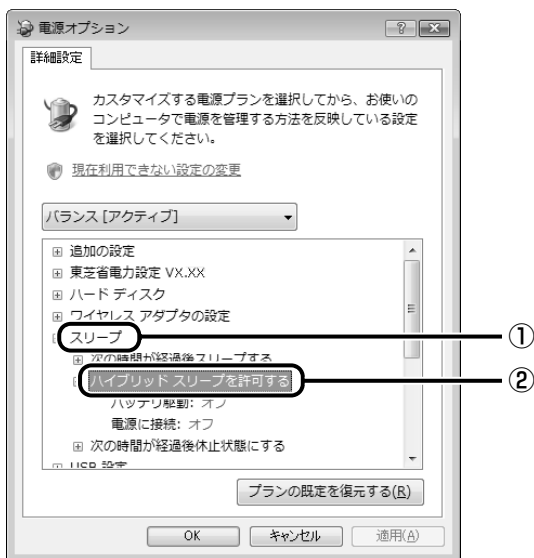 電源オプション
詳細設定
カスタマイズする電源プランを選択してから、お使いの
コンピュータで電源を管理する方法を反映している設定
を選択してください。
現在利用できない設定の変更
バランス [アクティブ]
追加の設定
東芝省電力設定 VX.XX
ハード ディスク
ワイヤレス アダプタの設定
スリープ
①
次の時間が経過後スリープする
ハイブリッド スリープを許可する
②
バッテリ駆動: オフ
電源に接続: オフ
次の時間が経過後休止状態にする
USB 設定
プランの既定を復元する(R)
OK
キャンセル
適用(A)